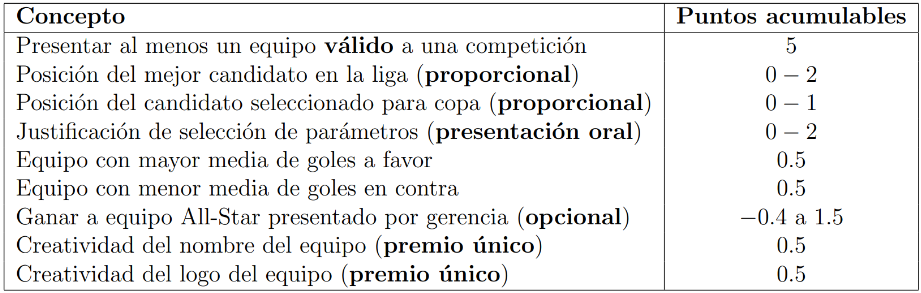 Concepto Puntos acumulables
Presentar al menos un equipo válido a una competición 5
Posición del mejor candidato en la liga (proporcional) 0 − 2
Posición del candidato seleccionado para copa (proporcional) 0 − 1
Justificación de selección de parámetros (presentación oral) 0 − 2
Equipo con mayor media de goles a favor 0.5
Equipo con menor media de goles en contra 0.5
Ganar a equipo All-Star presentado por gerencia (opcional) −0.4 a 1.5
Creatividad del nombre del equipo (premio único) 0.5
Creatividad del logo del equipo (premio único) 0.5